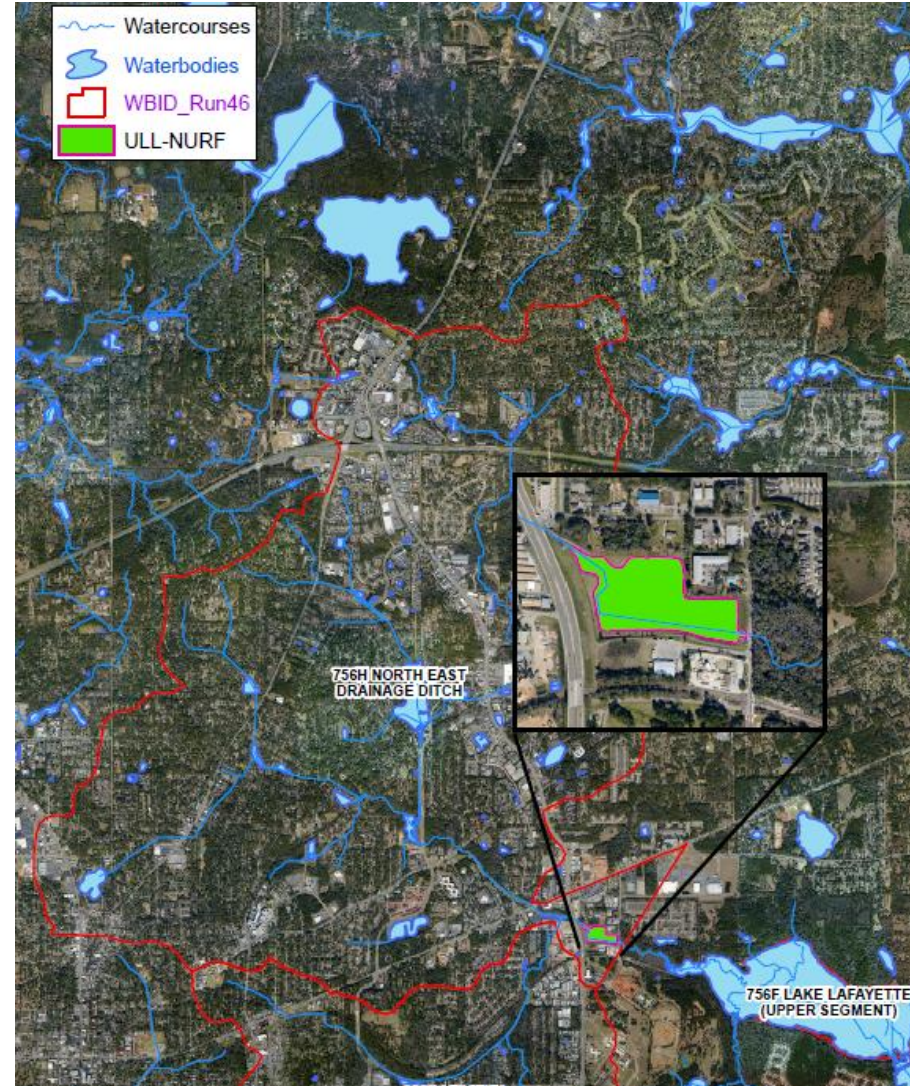 Watercourses
Waterbodies
WBID_Run46
ULL-NURF
756H NORTH EAST
DRAINAGE DITCH
756F LAKE LAFAYETTE
(UPPER SEGMENT)